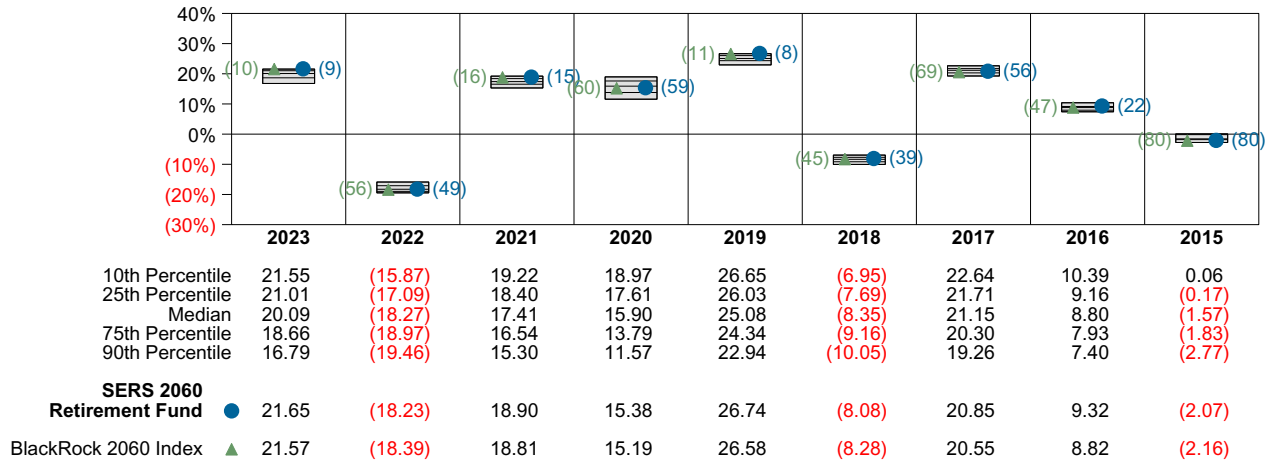 40%
30%
20%
10%
0%
(10%)
(20%)
(30%)
(10) (9)
(56) (49)
(16) (15)
(60) (59)
(11) (8)
(45) (39)
(69) (56)
(47) (22)
(80) (80)
2023 2022 2021 2020 2019 2018 2017 2016 2015
10th Percentile 21.55 (15.87) 19.22 18.97 26.65 (6.95) 22.64 10.39 0.06
25th Percentile 21.01 (17.09) 18.40 17.61 26.03 (7.69) 21.71 9.16 (0.17)
Median 20.09 (18.27) 17.41 15.90 25.08 (8.35) 21.15 8.80 (1.57)
75th Percentile 18.66 (18.97) 16.54 13.79 24.34 (9.16) 20.30 7.93 (1.83)
90th Percentile 16.79 (19.46) 15.30 11.57 22.94 (10.05) 19.26 7.40 (2.77)
SERS 2060
Retirement Fund 21.65 (18.23) 18.90 15.38 26.74 (8.08) 20.85 9.32 (2.07)
BlackRock 2060 Index 21.57 (18.39) 18.81 15.19 26.58 (8.28) 20.55 8.82 (2.16)